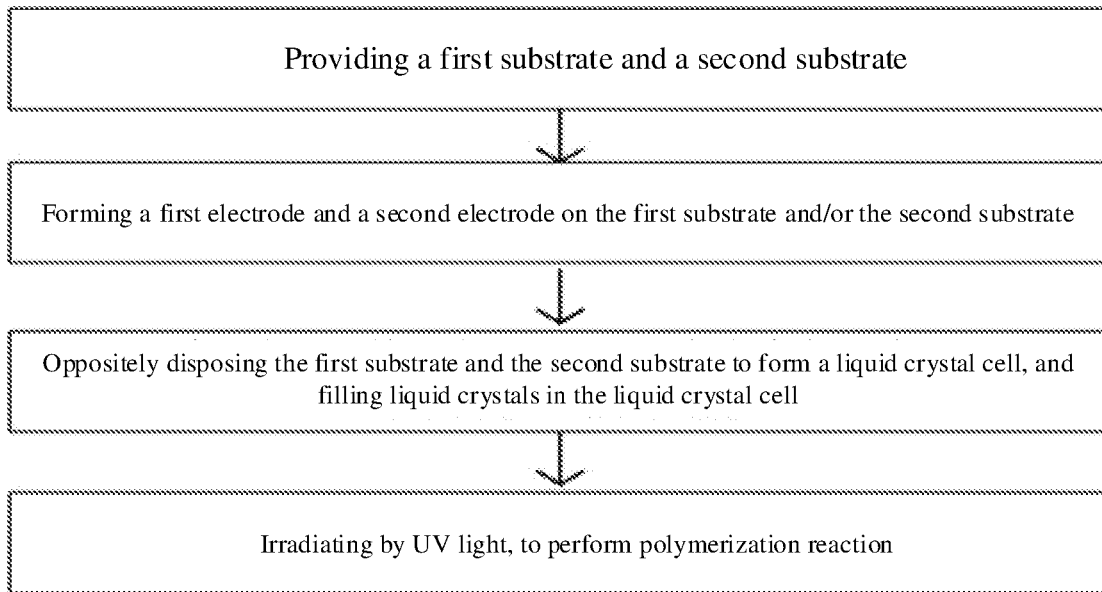 Providing a first substrate and a second substrate
Forming a first electrode and a second electrode on the first substrate and/or the second substrate
Oppositely disposing the first substrate and the second substrate to form a liquid crystal cell, and
filling liquid crystals in the liquid crystal cell
Irradiating by UV light, to perform polymerization reaction